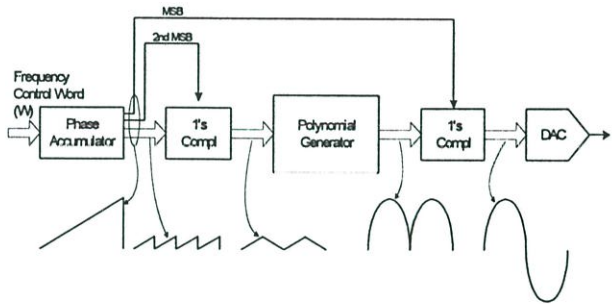 MSB
2nd MSB
Frequency
Control Word
(W)
Phase
Accumulator
1's
Compl
Polynomial
Generator
1's
Compl
DAC